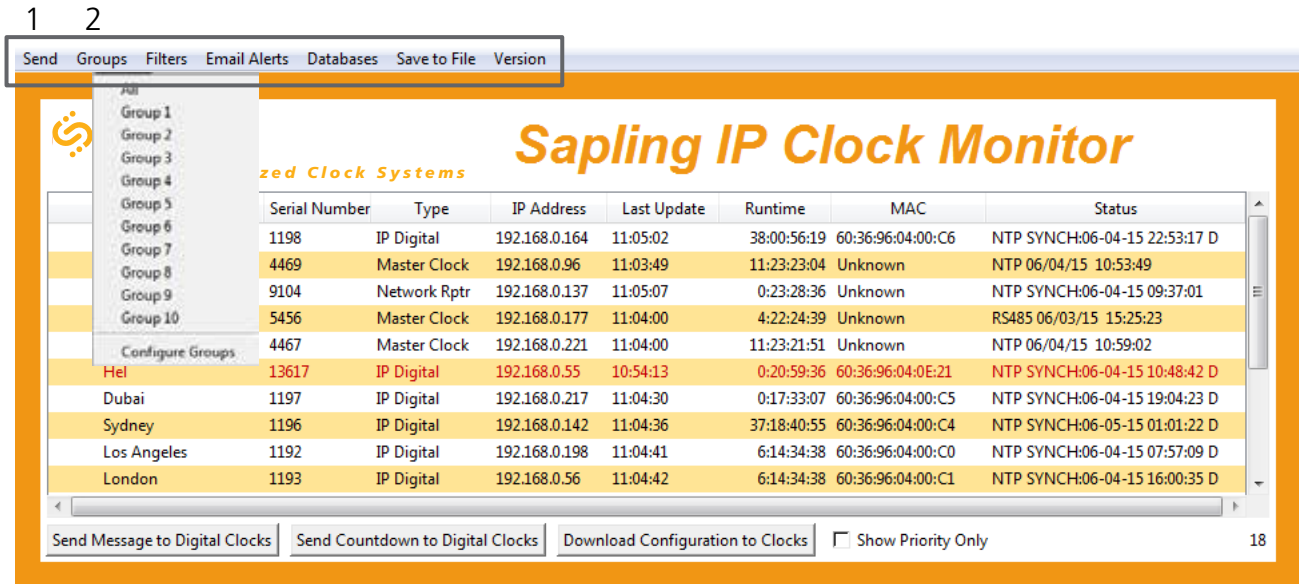 1 2
Send Groups Filters Email Alerts Databases Save to File Version
All
Group 1
Group 2
Group 3
Group 4
Group 5
Group 6
Group 7
Group 8
Group 9
Group 10
Configure Groups
Sapling IP Clock Monitor
zed Clock Systems
Serial Number Type IP Address Last Update Runtime MAC Status
1198 IP Digital 192.168.0.164 11:05:02 38:00:56:19 60:36:96:04:00:C6 NTP SYNCH:06-04-15 22:53:17 D
4469 Master Clock 192.168.0.96 11:03:49 11:23:23:04 Unknown NTP 06/04/15 10:53:49
9104 Network Rptr 192.168.0.137 11:05:07 0:23:28:36 Unknown NTP SYNCH:06-04-15 09:37:01
5456 Master Clock 192.168.0.177 11:04:00 4:22:24:39 Unknown RS485 06/03/15 15:25:23
4467 Master Clock 192.168.0.221 11:04:00 11:23:21:51 Unknown NTP 06/04/15 10:59:02
Hel 13617 IP Digital 192.168.0.55 10:54:13 0:20:59:36 60:36:96:04:0E:21 NTP SYNCH:06-04-15 10:48:42 D
Dubai 1197 IP Digital 192.168.0.217 11:04:30 0:17:33:07 60:36:96:04:00:C5 NTP SYNCH:06-04-15 19:04:23 D
Sydney 1196 IP Digital 192.168.0.142 11:04:36 37:18:40:55 60:36:96:04:00:C4 NTP SYNCH:06-05-15 01:01:22 D
Los Angeles 1192 IP Digital 192.168.0.198 11:04:41 6:14:34:38 60:36:96:04:00:C0 NTP SYNCH:06-04-15 07:57:09 D
London 1193 IP Digital 192.168.0.56 11:04:42 6:14:34:38 60:36:96:04:00:C1 NTP SYNCH:06-04-15 16:00:35 D
Send Message to Digital Clocks Send Countdown to Digital Clocks Download Configuration to Clocks Show Priority Only 18